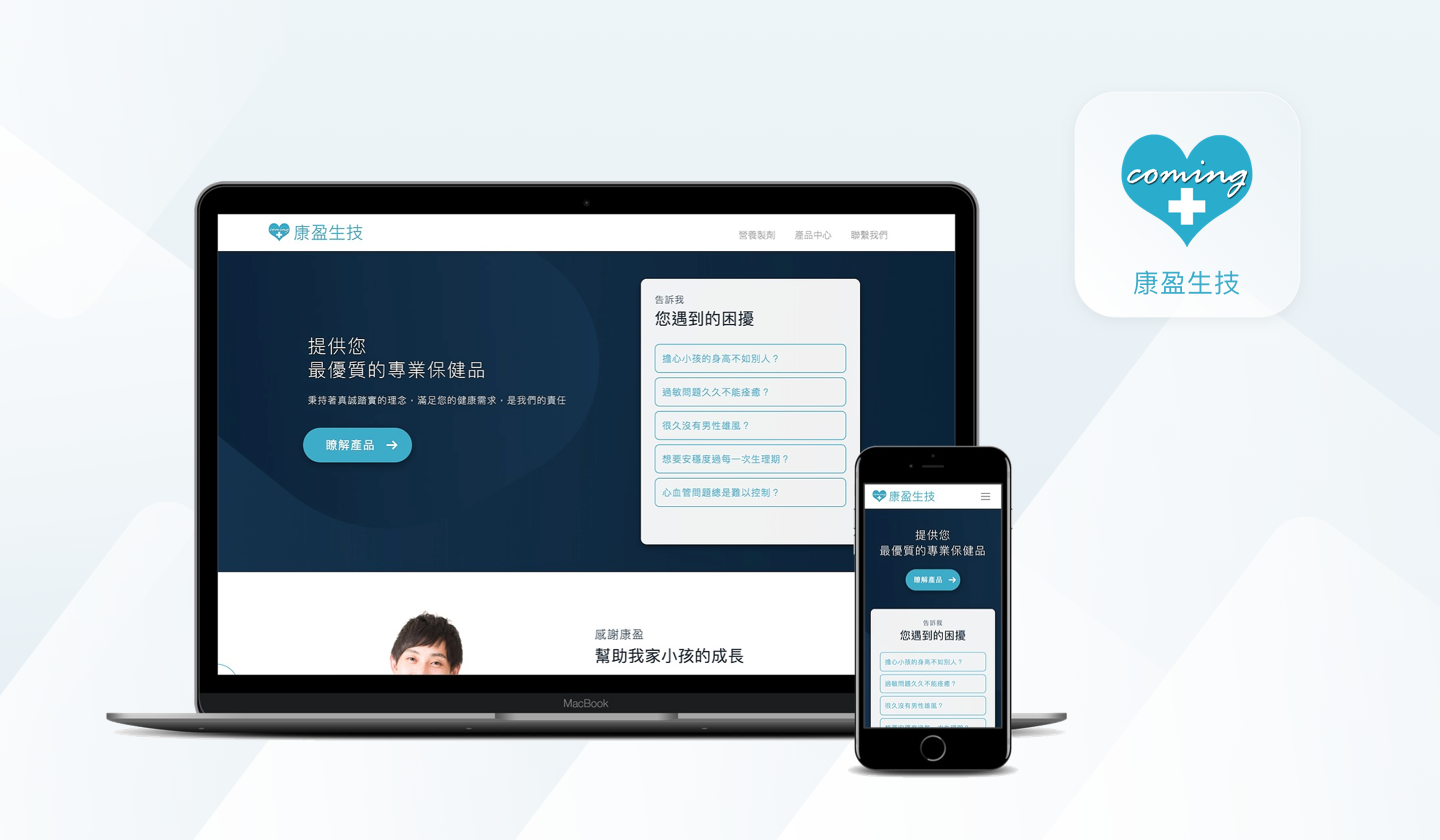 coming
康盈生技
康盈生技
營養製劑
產品中心
聯繫我們
提供您
最優質的專業保健品
秉持著真誠踏實的理念，滿足您的健康需求，是我們的責任
瞭解產品
告訴我
您遇到的困擾
擔心小孩的身高不如別人？
過敏問題久久不能痊癒？
很久沒有男性雄風？
想要安穩度過每一次生理期？
心血管問題總是難以控制？
感謝康盈
幫助我家小孩的成長
MacBook
康盈生技
提供您
最優質的專業保健品
瞭解產品
告訴我
您遇到的困擾
擔心小孩的身高不如別人？
過敏問題久久不能痊癒？
很久沒有男性雄風？